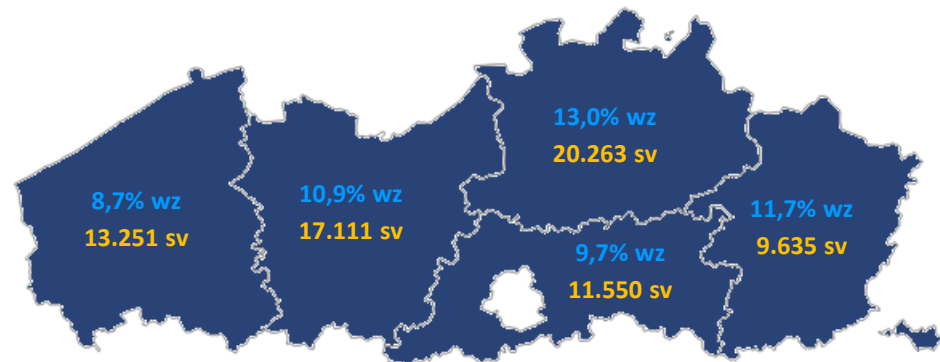 8,7% wz
13.251 sv
10,9% wz
17.111 sv
13,0% wz
20.263 sv
9,7% wz
11.550 sv
11,7% wz
9.635 sv